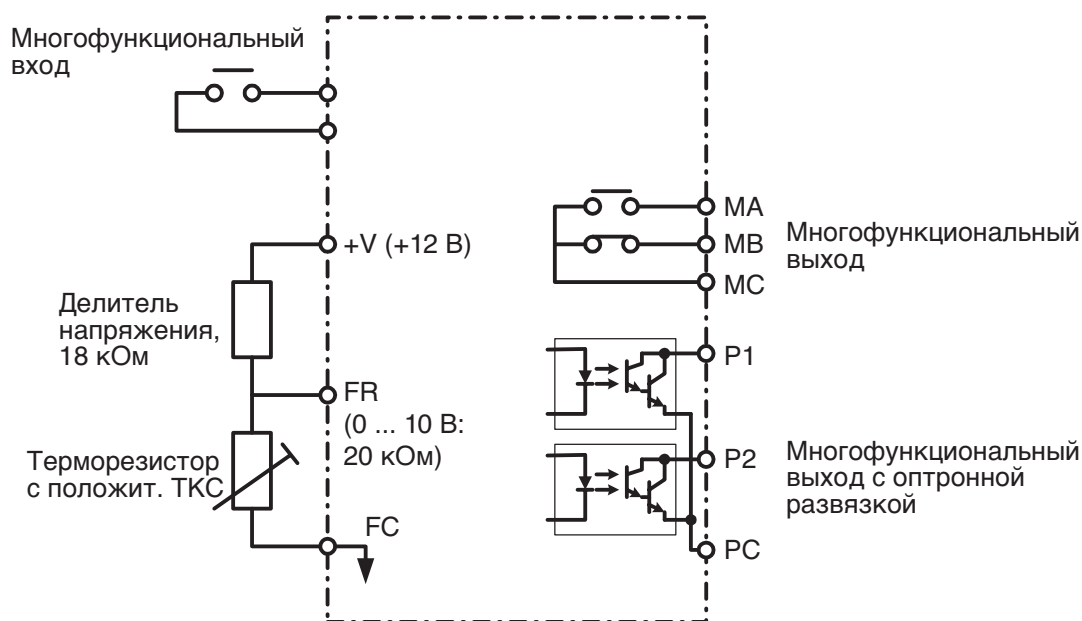 Многофункциональный
вход
+V (+12 В)
Делитель
напряжения,
18 кОм
FR
(0 ... 10 В:
20 кОм)
Терморезистор
с положит. ТКС
FC
MA
MB
MC
Многофункциональный
выход
P1
P2
PC
Многофункциональный
выход с оптронной
развязкой